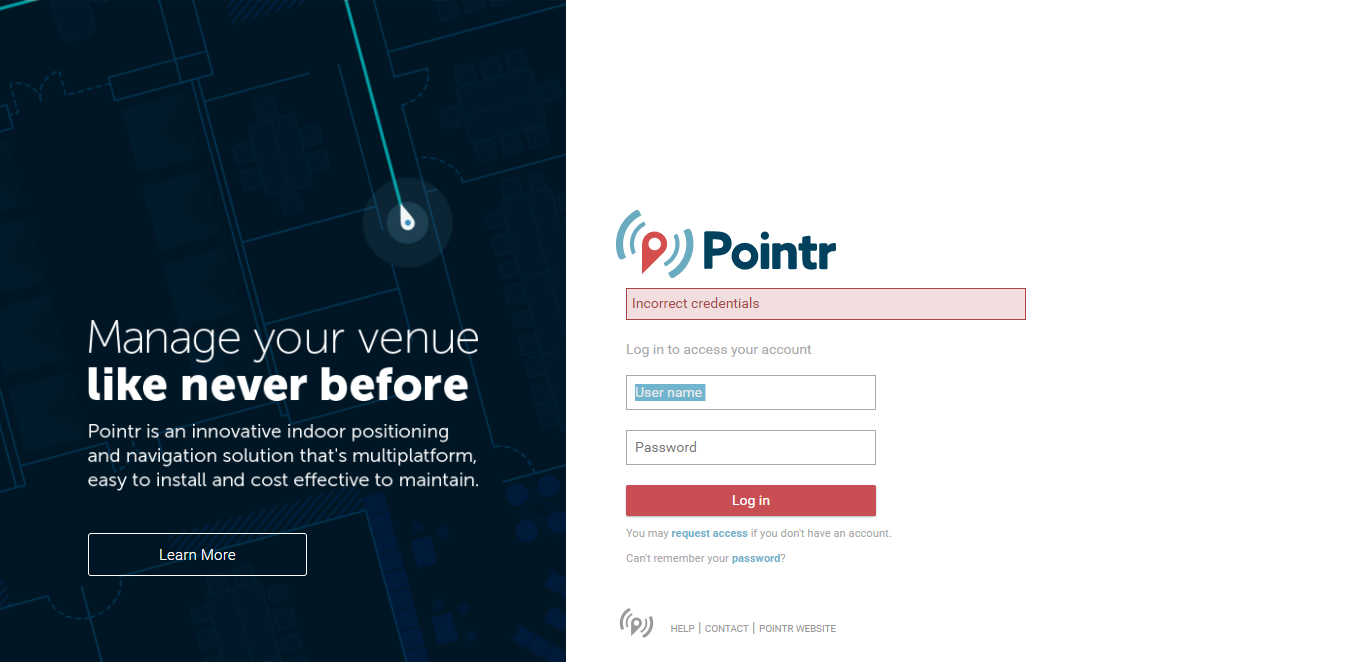 Manage your venue
like never before
Pointr is an innovative indoor positioning
and navigation solution that's multiplatform,
easy to install and cost effective to maintain.
Learn More
Pointr
Incorrect credentials
Log in to access your account
User name
Password
Log in
You may request access if you don't have an account.
Can't remember your password?
HELP | CONTACT | POINTR WEBSITE